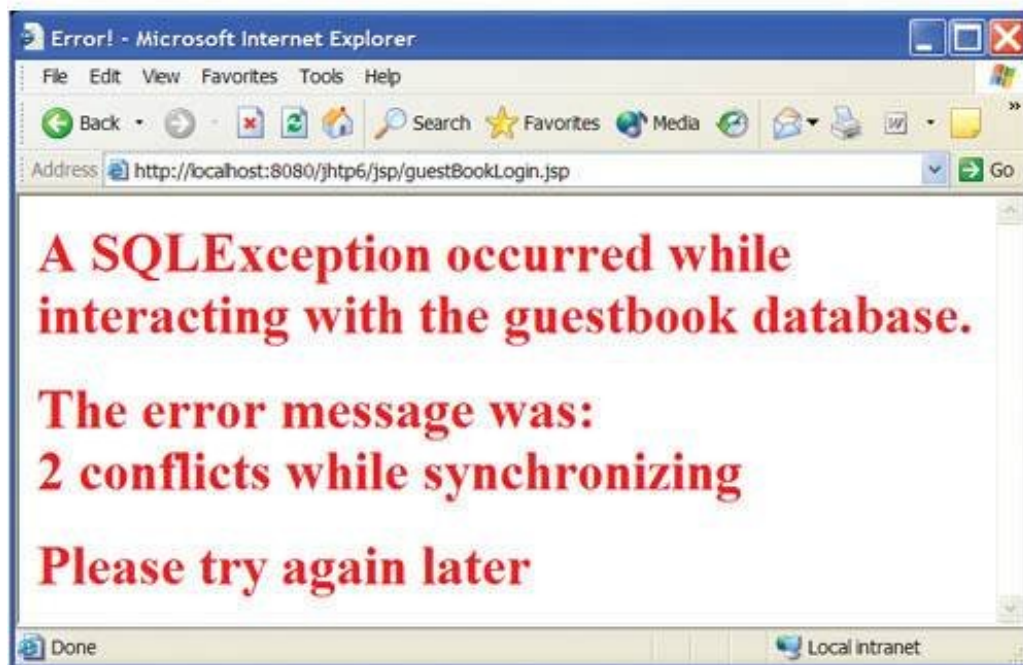 Error! - Microsoft Internet Explorer
File Edit View Favorites Tools Help
Back Search Favorites Media
Address http://localhost:8080/jhtp6/jsp/guestBookLogin.jsp Go
A SQLException occurred while
interacting with the guestbook database.
The error message was:
2 conflicts while synchronizing
Please try again later
Done Local intranet